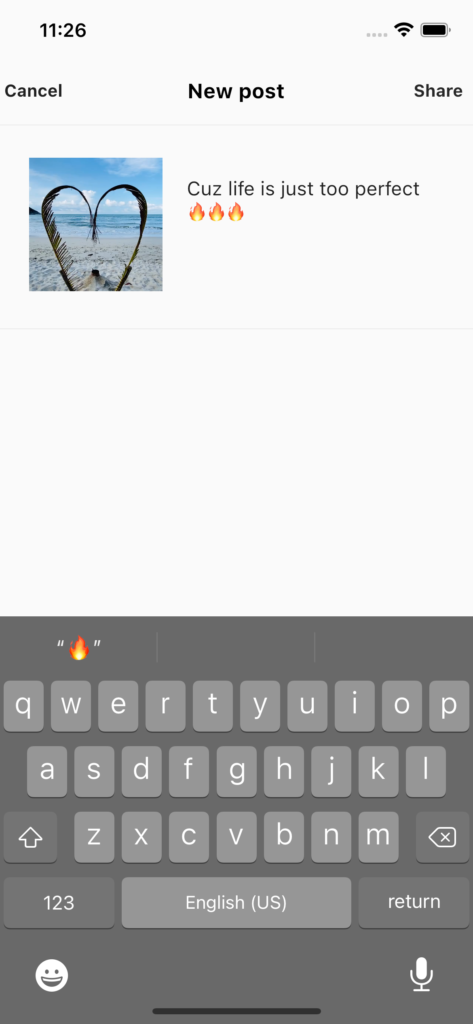 11:26
Cancel New post Share
Cuz life is just too perfect
🔥🔥🔥
“🔥”
q w e r t y u i o p
a s d f g h j k l
z x c v b n m
123 English (US) return